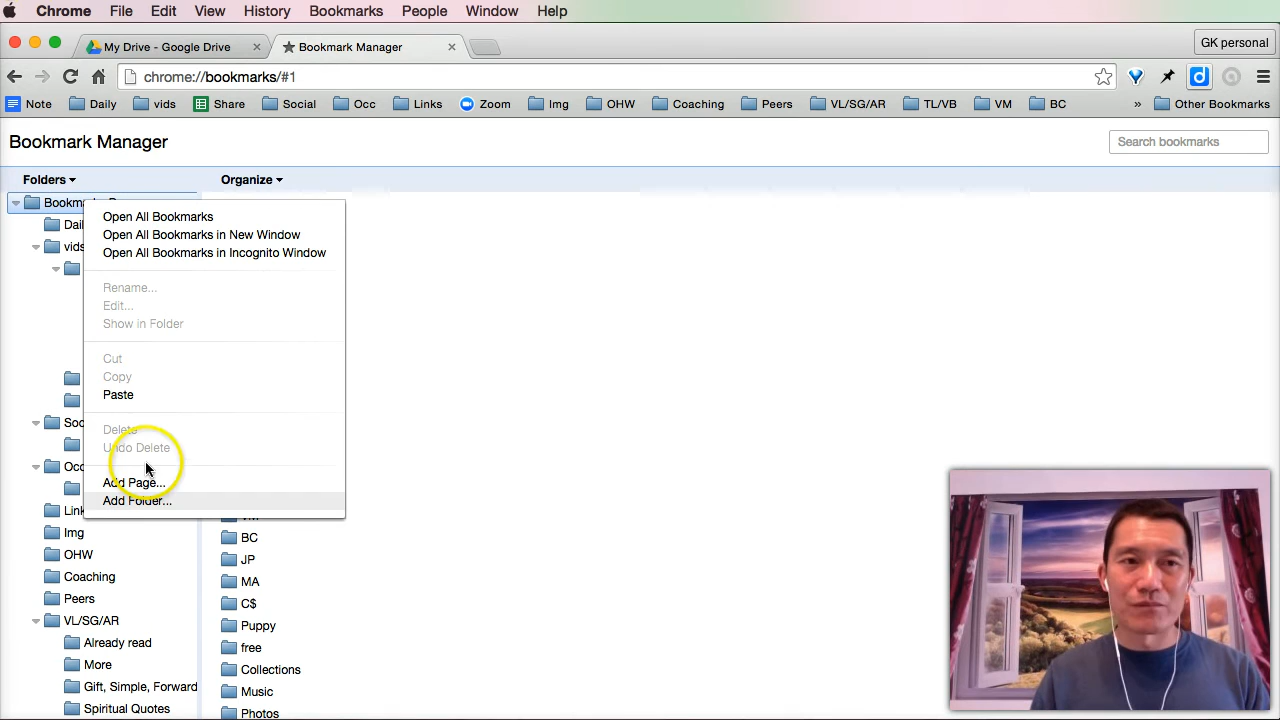 Chrome File Edit View History Bookmarks People Window Help
My Drive - Google Drive × Bookmark Manager × GK personal
chrome://bookmarks/#1
Note Daily vids Share Social Occ Links Zoom Img OHW Coaching Peers VL/SG/AR TL/VB VM BC » Other Bookmarks
Bookmark Manager Search bookmarks
Folders Organize
Open All Bookmarks
Open All Bookmarks in New Window
Open All Bookmarks in Incognito Window
Rename...
Edit...
Show in Folder
Cut
Copy
Paste
Delete
Undo Delete
Add Page...
Add Folder...
vids
Img
OHW
Coaching
Peers
VL/SG/AR
Already read
More
Gift, Simple, Forward
Spiritual Quotes
VM
BC
JP
MA
C$
Puppy
free
Collections
Music
Photos